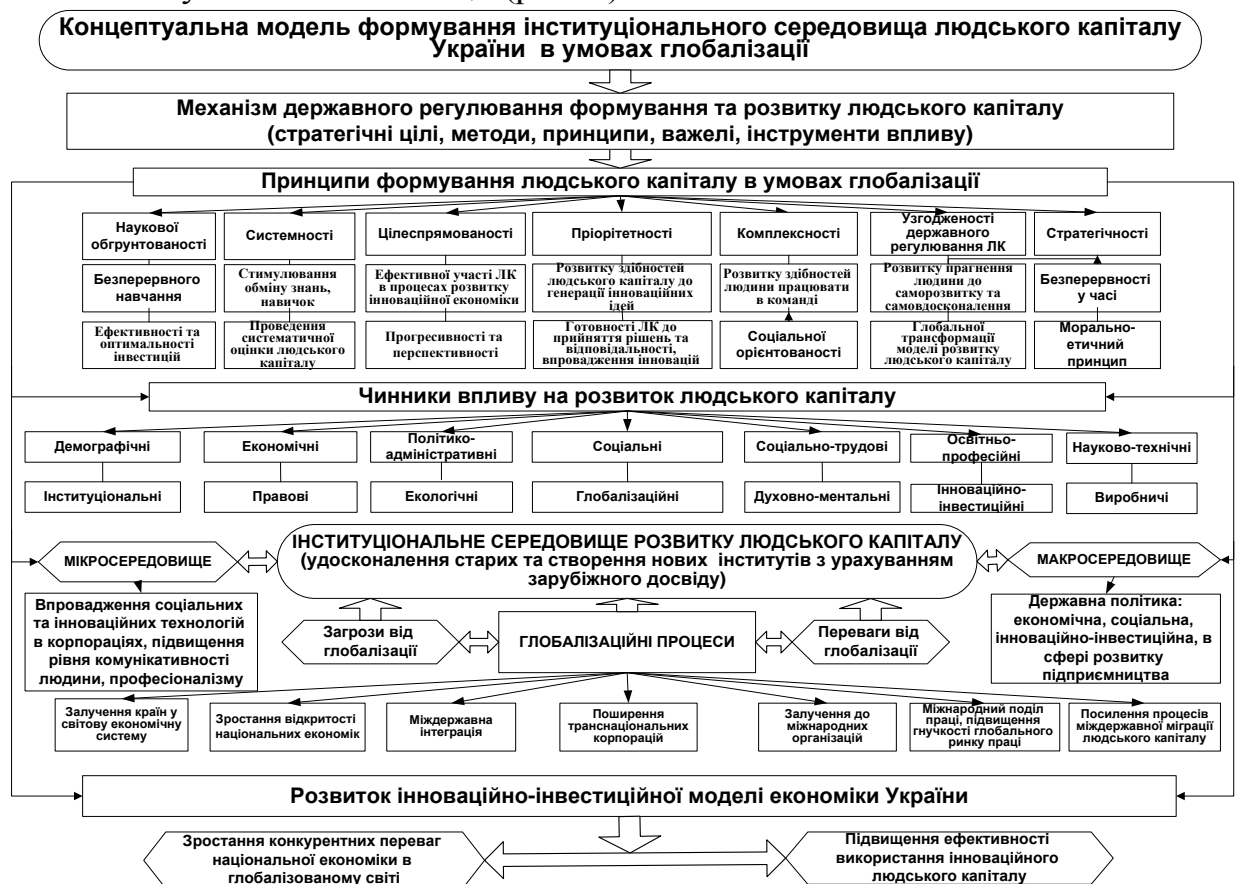 Концептуальна модель формування інституціонального середовища людського капіталу
України в умовах глобалізації
Механізм державного регулювання формування та розвитку людського капіталу
(стратегічні цілі, методи, принципи, важелі, інструменти впливу)
Принципи формування людського капіталу в умовах глобалізації
Наукової
обгрунтованості
Системності
Цілеспрямованості
Пріоритетності
Комплексності
Узгодженості
державного
регулювання ЛК
Стратегічності
Безперервного
навчання
Стимулювання
обміну знань,
навичок
Ефективної участі ЛК
в процесах розвитку
інноваційної економіки
Розвитку здібностей
людського капіталу до
генерації інноваційних
ідей
Розвитку здібностей
людини працювати
в команді
Розвитку прагнення
людини до
саморозвитку та
самовдосконалення
Безперервності
у часі
Ефективності та
оптимальності
інвестицій
Проведення
систематичної
оцінки людського
капіталу
Прогресивності та
перспективності
Готовності ЛК до
прийняття рішень та
відповідальності,
впровадження інновацій
Соціальної
орієнтованості
Глобальної
трансформації
моделі розвитку
людського капіталу
Морально-
етичний
принцип
Чинники впливу на розвиток людського капіталу
Демографічні
Економічні
Політико-
адміністративні
Соціальні
Соціально-трудові
Освітньо-
професійні
Науково-технічні
Інституціональні
Правові
Екологічні
Глобалізаційні
Духовно-ментальні
Інноваційно-
інвестиційні
Виробничі
ІНСТИТУЦІОНАЛЬНЕ СЕРЕДОВИЩЕ РОЗВИТКУ ЛЮДСЬКОГО КАПІТАЛУ
(удосконалення старих та створення нових інститутів з урахуванням
зарубіжного досвіду)
МІКРОСЕРЕДОВИЩЕ
МАКРОСЕРЕДОВИЩЕ
Впровадження соціальних
та інноваційних технологій
в корпораціях, підвищення
рівня комунікативності
людини, професіоналізму
Загрози від
глобалізації
ГЛОБАЛІЗАЦІЙНІ ПРОЦЕСИ
Переваги від
глобалізації
Державна політика:
економічна, соціальна,
інноваційно-інвестиційна, в
сфері розвитку
підприємництва
Залучення країн у
світову економічну
систему
Зростання відкритості
національних економік
Міждержавна
інтеграція
Поширення
транснаціональних
корпорацій
Залучення до
міжнародних
організацій
Міжнародний поділ
праці, підвищення
гнучкості глобального
ринку праці
Посилення процесів
міждержавної міграції
людського капіталу
Розвиток інноваційно-інвестиційної моделі економіки України
Зростання конкурентних переваг
національної економіки в
глобалізованому світі
Підвищення ефективності
використання інноваційного
людського капіталу